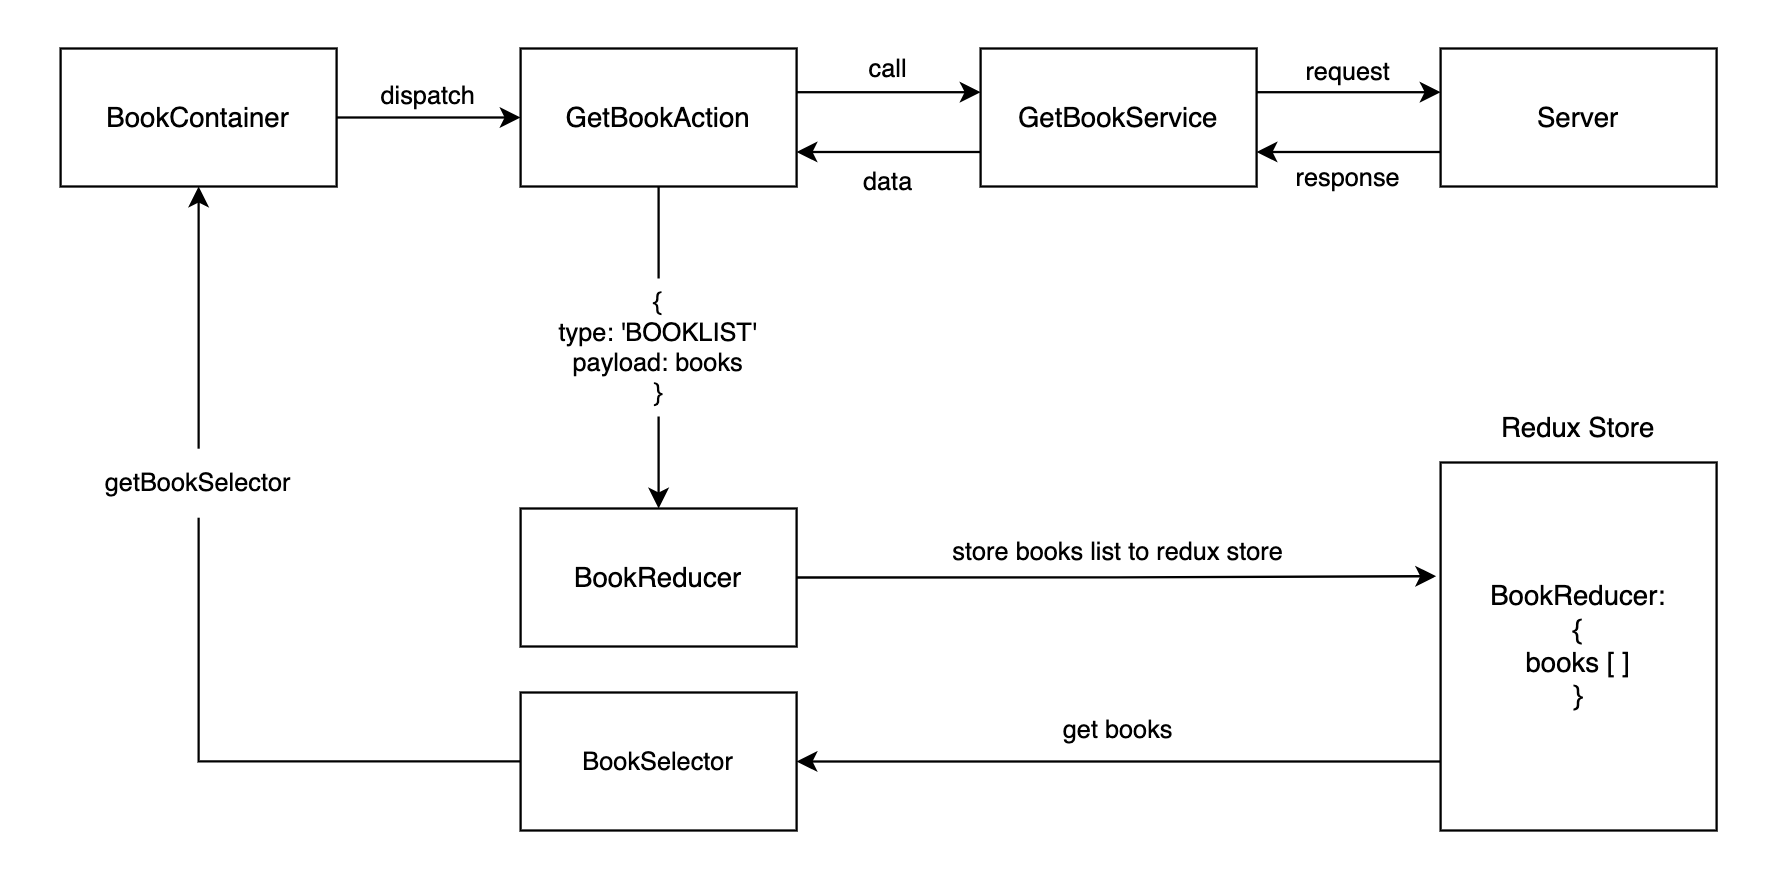 BookContainer
dispatch
GetBookAction
call
data
GetBookService
request
response
Server
{
type: 'BOOKLIST'
payload: books
}
getBookSelector
BookReducer
store books list to redux store
Redux Store
BookReducer:
{
books [ ]
}
get books
BookSelector